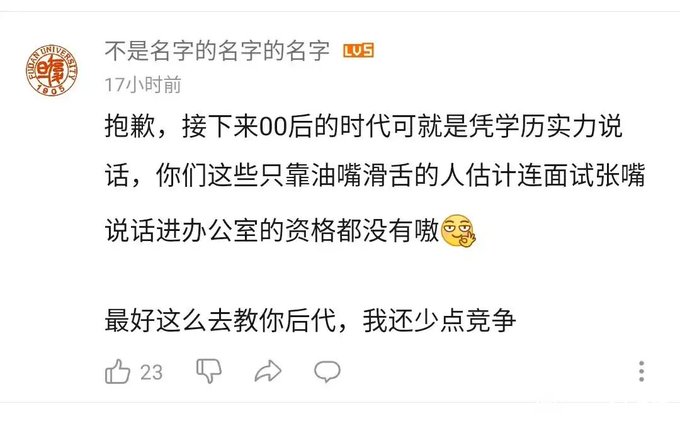 不是名字的名字的名字 LV5
17小时前
抱歉，接下来00后的时代可就是凭学历实力说
话，你们这些只靠油嘴滑舌的人估计连面试张嘴
说话进办公室的资格都没有嗷
最好这么去教你后代，我还少点竞争
23
FUDAN UNIVERSITY
1905